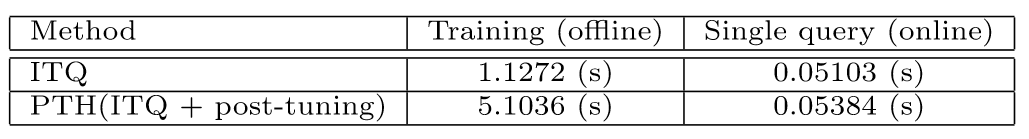 Method Training (offline) Single query (online)
ITQ 1.1272 (s) 0.05103 (s)
PTH(ITQ + post-tuning) 5.1036 (s) 0.05384 (s)